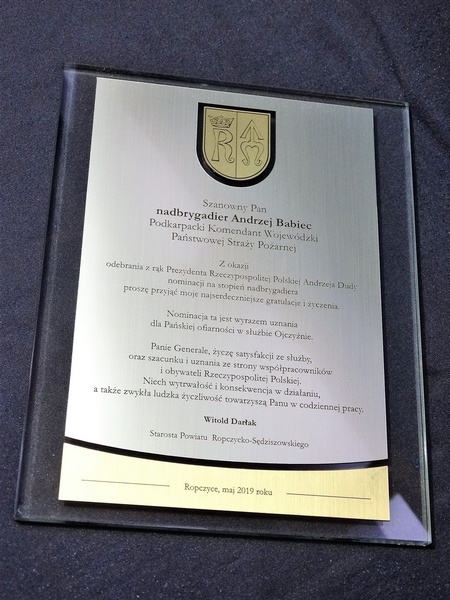 R
Szanowny Pan
nadbrygadier Andrzej Babiec
Podkarpacki Komendant Wojewódzki
Państwowej Straży Pożarnej
Z okazji
odebrania z rąk Prezydenta Rzeczypospolitej Polskiej Andrzeja Dudy
nominacji na stopień nadbrygadiera
proszę przyjąć moje najserdeczniejsze gratulacje i życzenia.
Nominacja ta jest wyrazem uznania
dla Pańskiej ofiarności w służbie Ojczyźnie.
Panie Generale, życzę satysfakcji ze służby,
oraz szacunku i uznania ze strony współpracowników
i obywateli Rzeczypospolitej Polskiej.
Niech wytrwałość i konsekwencja w działaniu,
a także zwykła ludzka życzliwość towarzyszą Panu w codziennej pracy.
Witold Darłak
Starosta Powiatu Ropczycko-Sędziszowskiego
Ropczyce, maj 2019 roku